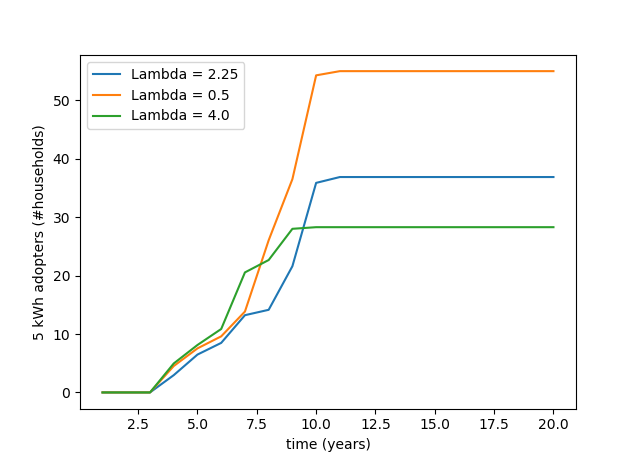 Lambda = 2.25
Lambda = 0.5
Lambda = 4.0
5 kWh adopters (#households)
50
40
30
20
10
0
2.5 5.0 7.5 10.0 12.5 15.0 17.5 20.0
time (years)